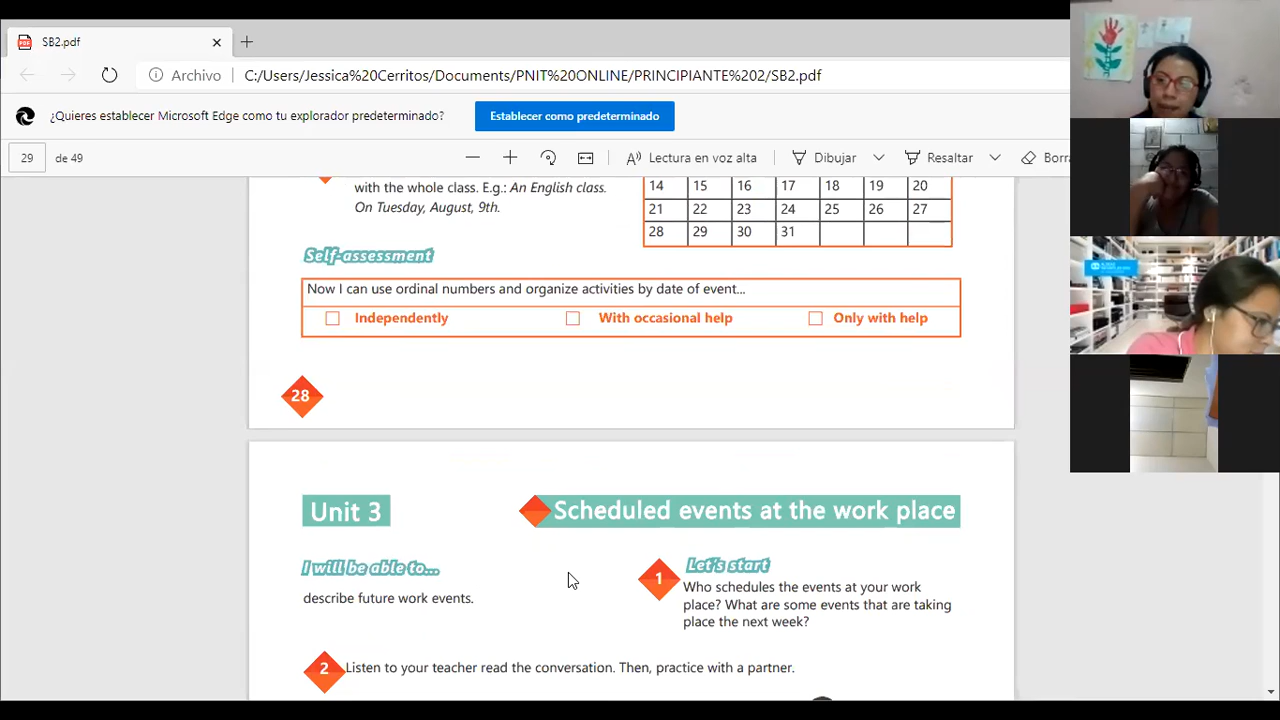 SB2.pdf
Archivo C:/Users/Jessica%20Cerritos/Documents/PNIT%20ONLINE/PRINCIPIANTE%202/SB2.pdf
¿Quieres establecer Microsoft Edge como tu explorador predeterminado? Establecer como predeterminado
29 de 49 Lectura en voz alta Dibujar Resaltar Borra
with the whole class. E.g.: An English class.
On Tuesday, August, 9th.
14 15 16 17 18 19 20
21 22 23 24 25 26 27
28 29 30 31
Self-assessment
Now I can use ordinal numbers and organize activities by date of event...
Independently With occasional help Only with help
28
Unit 3 Scheduled events at the work place
I will be able to...
describe future work events.
1 Let's start
Who schedules the events at your work
place? What are some events that are taking
place the next week?
2 Listen to your teacher read the conversation. Then, practice with a partner.